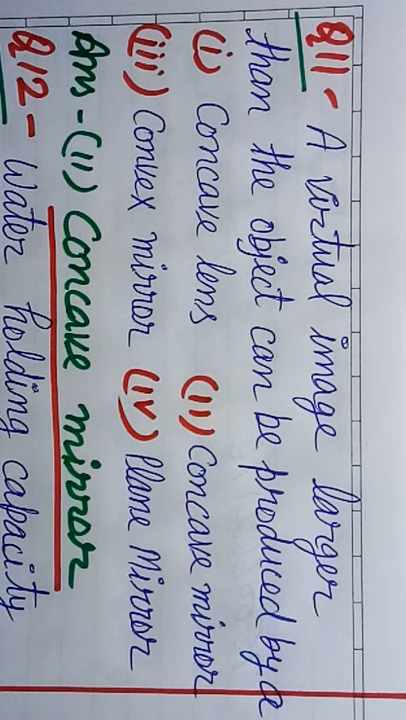 Q11- A virtual image larger
than the object can be produced by a
(i) Concave lens (ii) Concave mirror
(iii) Convex mirror (iv) Plane Mirror
Ans-(ii) Concave mirror
Q12- Water holding capacity